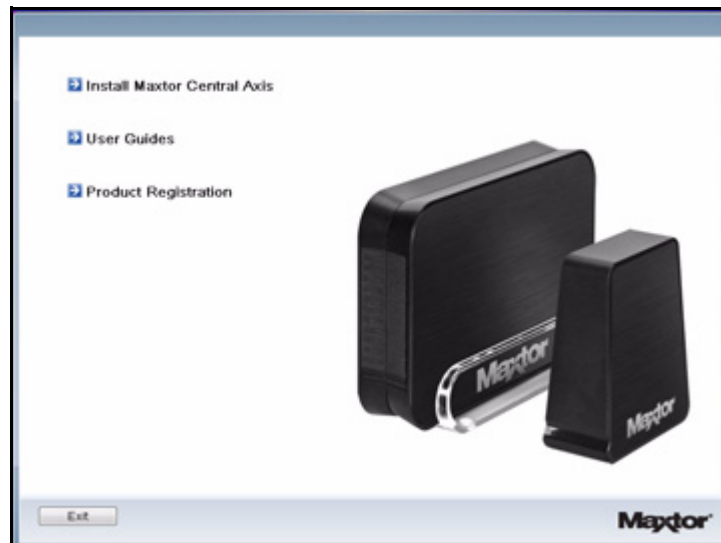 Install Maxtor Central Axis
User Guides
Product Registration
Maxtor
Maxtor
Exit
Maxtor